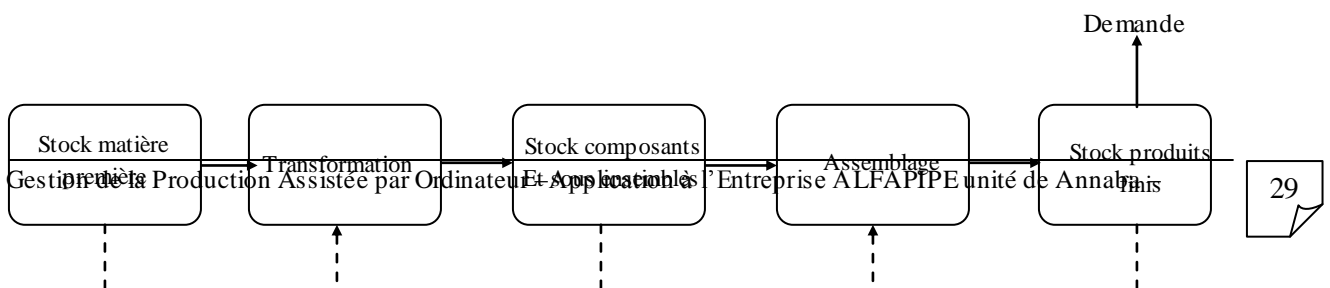 Demande
Stock matière
première
Transformation
Stock composants
Et sous ensembles
Assemblage
Stock produits
finis
Gestion de la Production Assistée par Ordinateur – Application à l’Entreprise ALFAPIPE unité de Annaba –
29